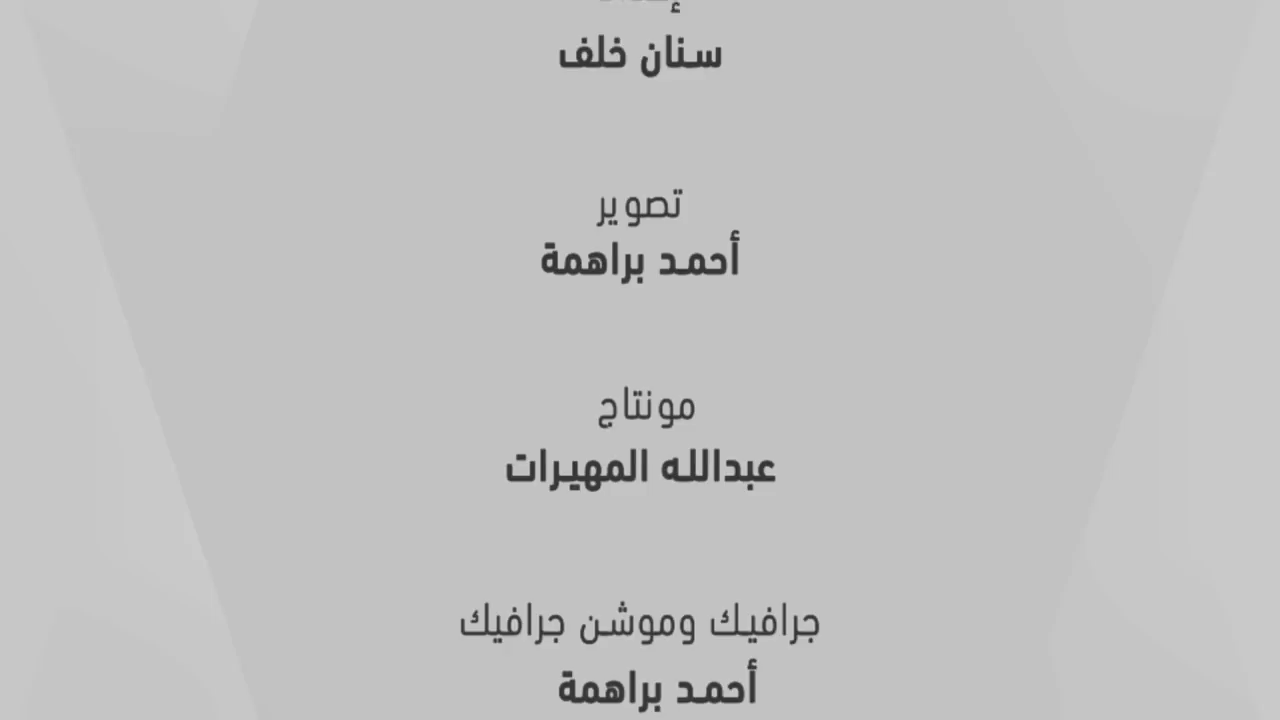 سنان خلف
تصوير
أحمد براهمة
مونتاج
عبدالله المهيرات
جرافيك وموشن جرافيك
أحمد براهمة